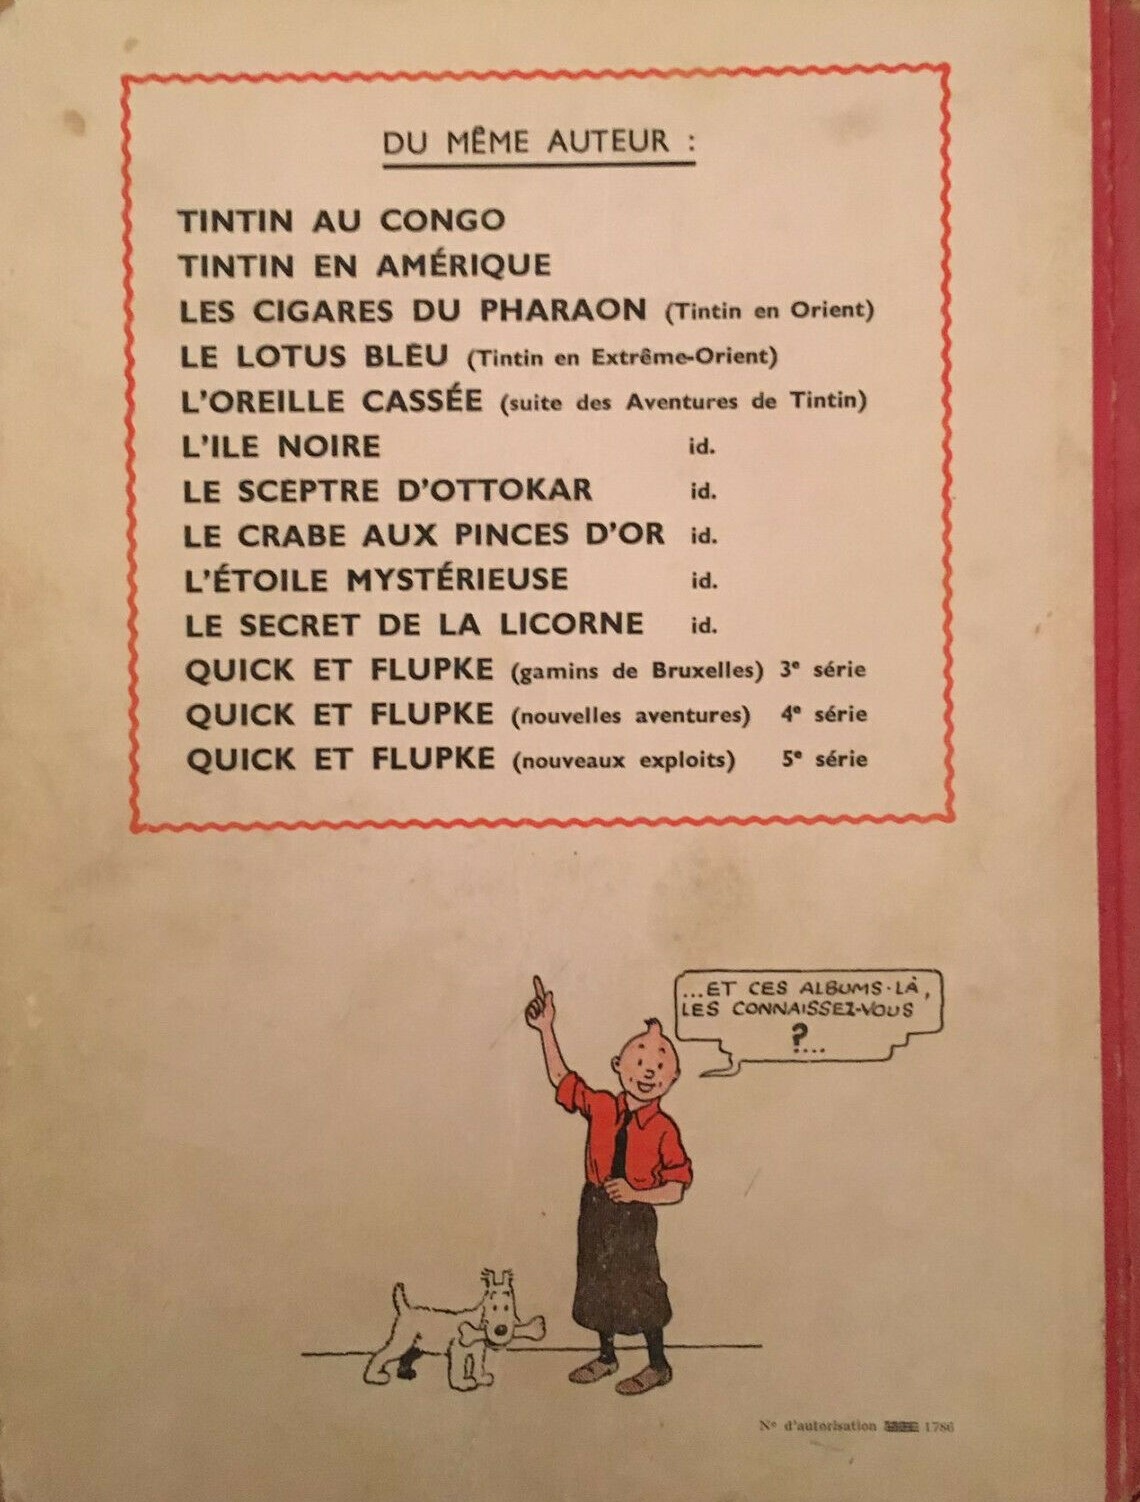 DU MÊME AUTEUR :
TINTIN AU CONGO
TINTIN EN AMÉRIQUE
LES CIGARES DU PHARAON (Tintin en Orient)
LE LOTUS BLEU (Tintin en Extrême-Orient)
L'OREILLE CASSÉE (suite des Aventures de Tintin)
L'ILE NOIRE id.
LE SCEPTRE D'OTTOKAR id.
LE CRABE AUX PINCES D'OR id.
L'ÉTOILE MYSTÉRIEUSE id.
LE SECRET DE LA LICORNE id.
QUICK ET FLUPKE (gamins de Bruxelles) 3e série
QUICK ET FLUPKE (nouvelles aventures) 4e série
QUICK ET FLUPKE (nouveaux exploits) 5e série
...ET CES ALBUMS-LÀ,
LES CONNAISSEZ-VOUS
?...
No d'autorisation 1786